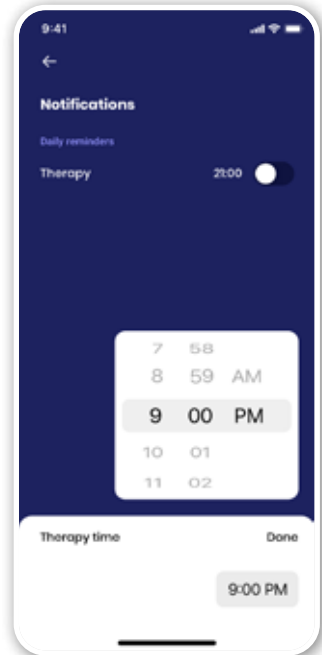 9:41
Notifications
Daily reminders
Therapy 21:00
7 58
8 59 AM
9 00 PM
10 01
11 02
Therapy time Done
9:00 PM